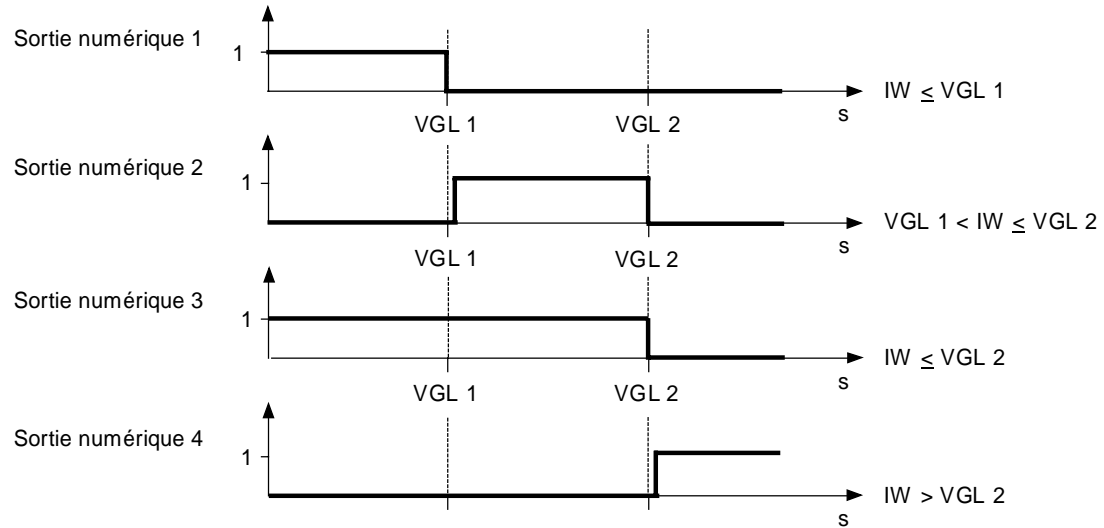 Sortie numérique 1
1
IW ≤ VGL 1
s
VGL 1
VGL 2
Sortie numérique 2
1
VGL 1 < IW ≤ VGL 2
s
VGL 1
VGL 2
Sortie numérique 3
1
IW ≤ VGL 2
s
VGL 1
VGL 2
Sortie numérique 4
1
IW > VGL 2
s